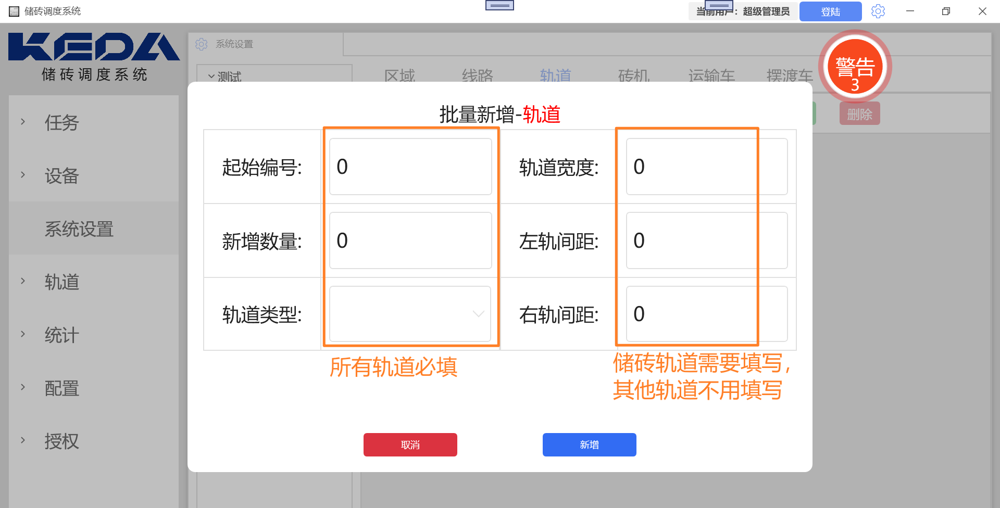 储砖调度系统
当前用户：超级管理员
登陆
KEDA
储砖调度系统
系统设置
警告
3
测试
区域
线路
轨道
砖机
运输车
摆渡车
删除
任务
设备
系统设置
轨道
统计
配置
授权
批量新增-轨道
起始编号:
0
轨道宽度:
0
新增数量:
0
左轨间距:
0
轨道类型:
右轨间距:
0
所有轨道必填
储砖轨道需要填写，
其他轨道不用填写
取消
新增